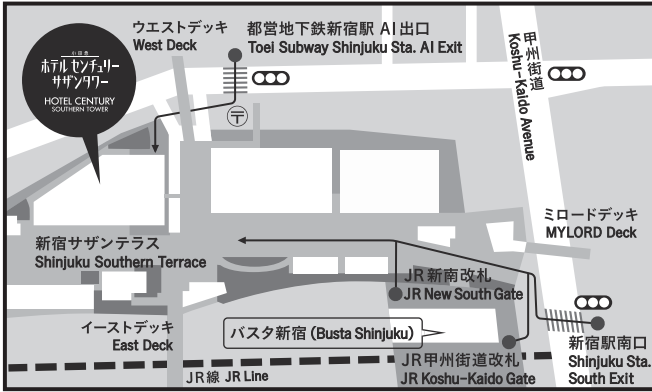 ウエストデッキ
West Deck
都営地下鉄新宿駅 A1出口
Toei Subway Shinjuku Sta. A1 Exit
小田急
ホテルセンチュリー
サザンタワー
HOTEL CENTURY
SOUTHERN TOWER
〒
甲州街道
Koshu-Kaido Avenue
ミロードデッキ
MYLORD Deck
新宿サザンテラス
Shinjuku Southern Terrace
JR新南改札
JR New South Gate
イーストデッキ
East Deck
バスタ新宿 (Busta Shinjuku)
JR甲州街道改札
JR Koshu-Kaido Gate
新宿駅南口
Shinjuku Sta.
South Exit
JR線 JR Line